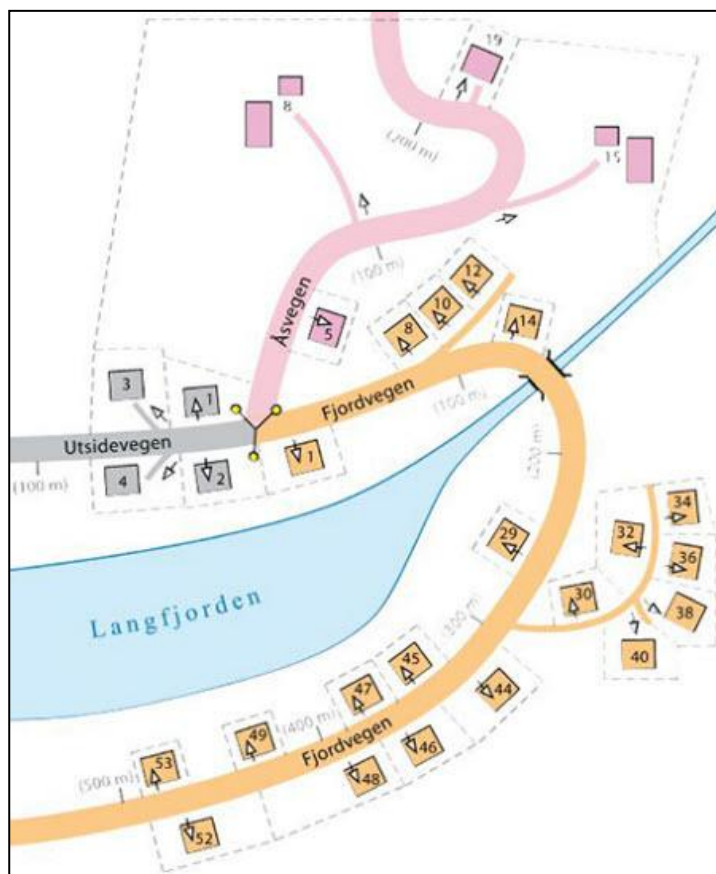 19
8
(200 m)
15
(100 m)
12
10
8
14
Åsvegen
5
3
1
Fjordvegen
(100 m)
Utsidevegen
(200 m)
4
2
1
(100 m)
34
29
32
36
30
38
Langfjorden
(300 m)
40
45
47
44
(400 m)
49
Fjordvegen
46
53
48
(500 m)
52